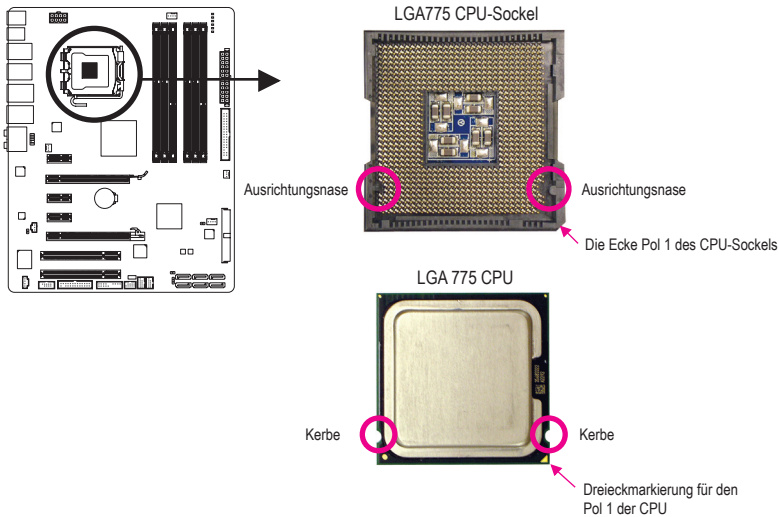 LGA775 CPU-Sockel
Ausrichtungsnase
Ausrichtungsnase
Die Ecke Pol 1 des CPU-Sockels
LGA 775 CPU
Kerbe
Kerbe
Dreieckmarkierung für den
Pol 1 der CPU